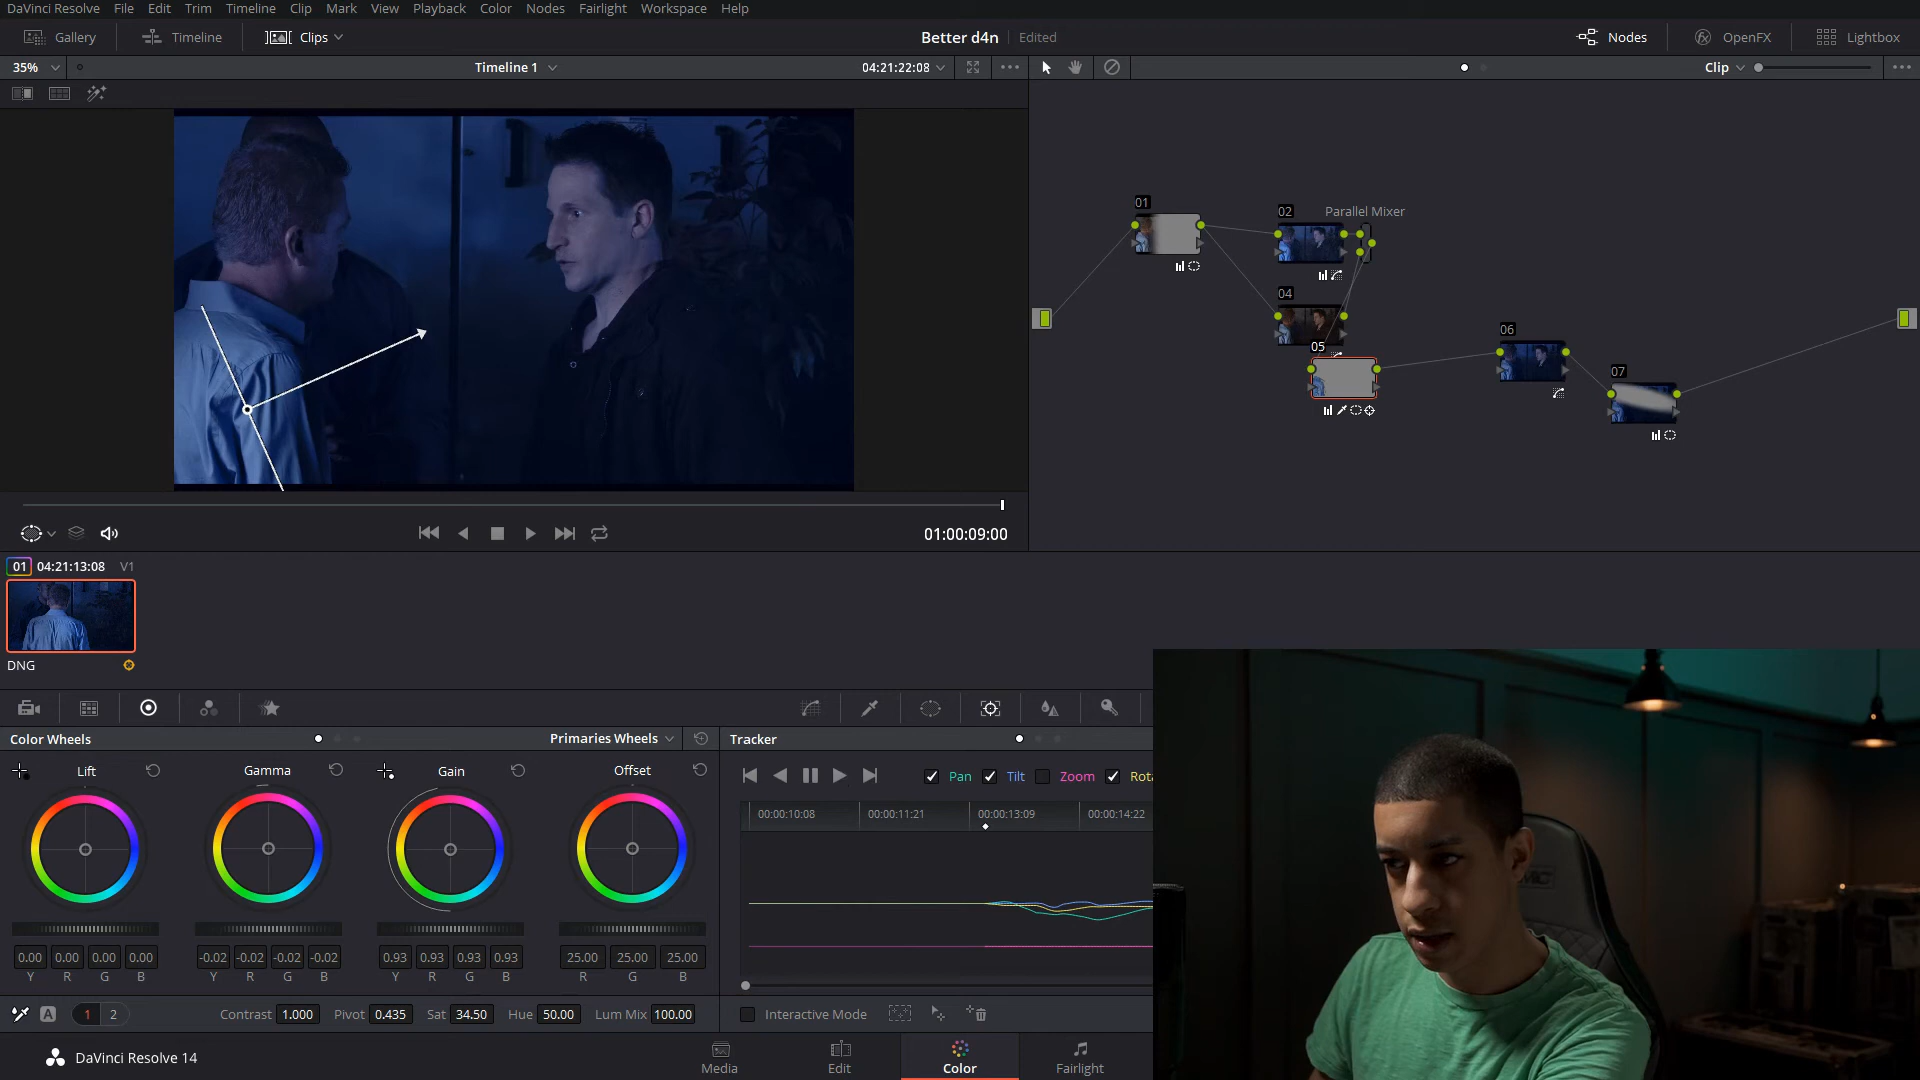 DaVinci Resolve File Edit Trim Timeline Clip Mark View Playback Color Nodes Fairlight Workspace Help
Gallery Timeline Clips Better d4n Edited Nodes OpenFX Lightbox
35% Timeline 1 04:21:22:08 Clip
01
02 Parallel Mixer
04
05
06
07
01:00:09:00
01 04:21:13:08 V1
DNG
Color Wheels Primaries Wheels Tracker
Lift Gamma Gain Offset
Pan Tilt Zoom Rota
00:00:10:08 00:00:11:21 00:00:13:09 00:00:14:22
0.00 0.00 0.00 0.00 -0.02 -0.02 -0.02 -0.02 0.93 0.93 0.93 0.93 25.00 25.00 25.00
Y R G B Y R G B Y R G B R G B
A 1 2 Contrast 1.000 Pivot 0.435 Sat 34.50 Hue 50.00 Lum Mix 100.00 Interactive Mode
DaVinci Resolve 14 Media Edit Color Fairlight